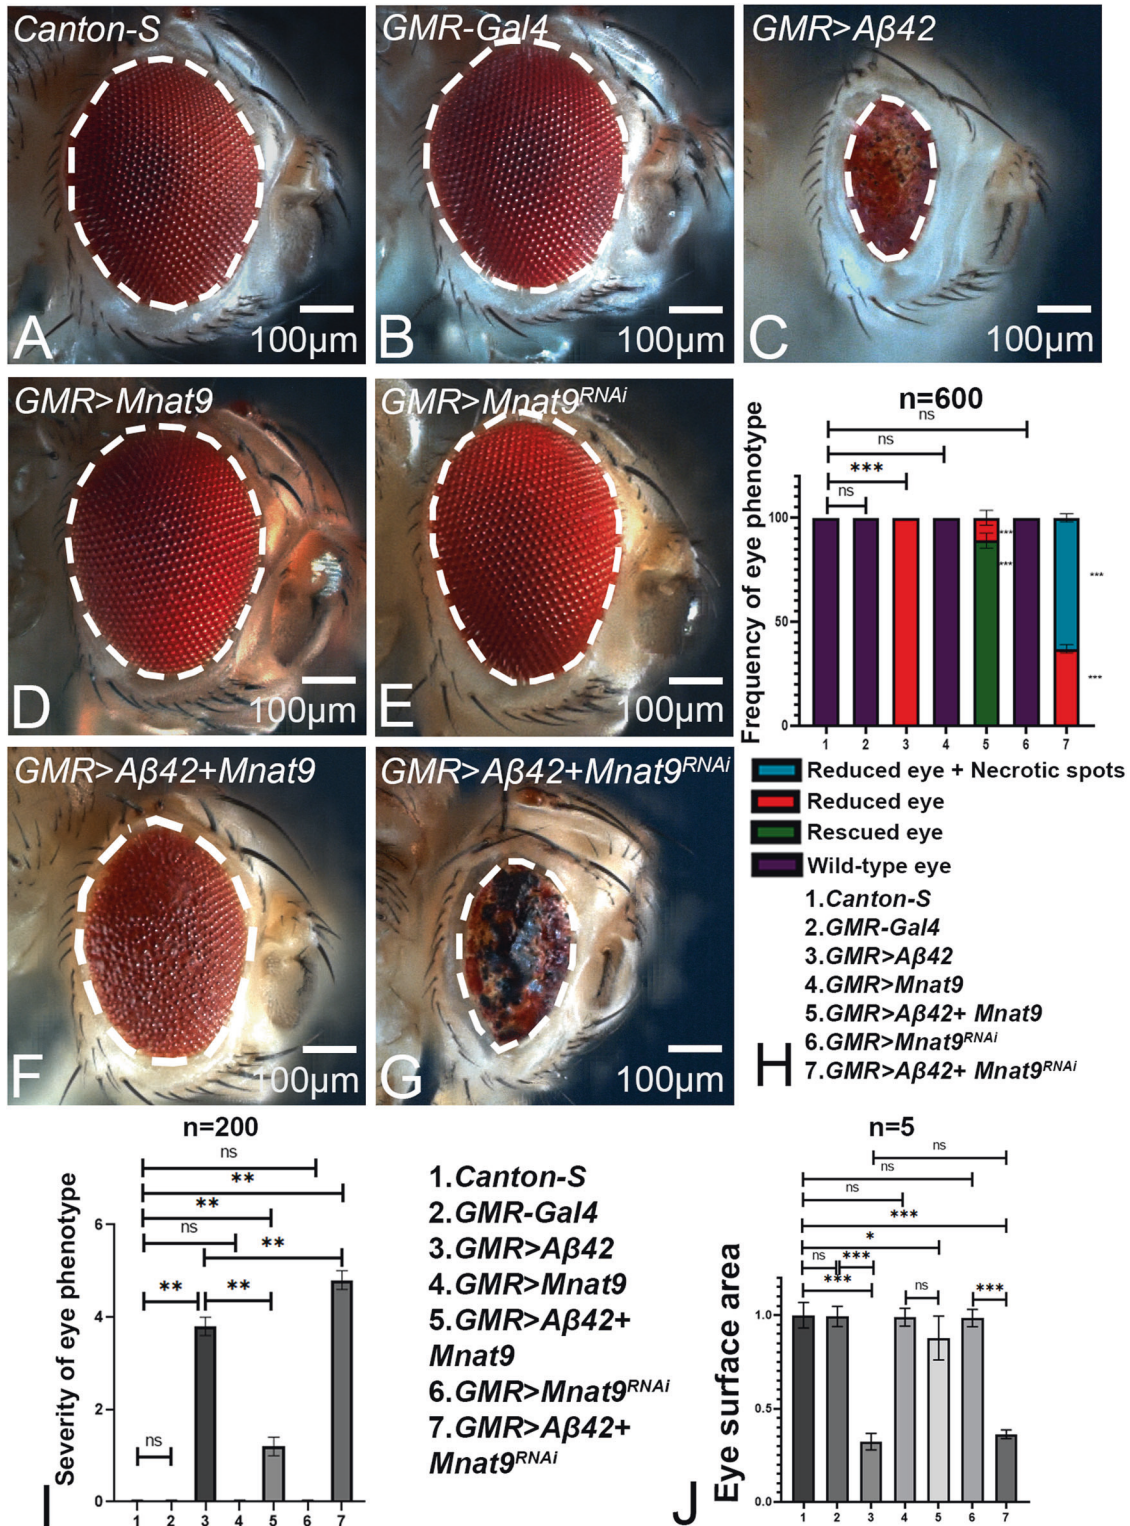 Canton-S
A
100µm
GMR-Gal4
B
100µm
GMR>Aβ42
C
100µm
GMR>Mnat9
D
100µm
GMR>Mnat9RNAi
E
100µm
GMR>Aβ42+Mnat9
F
100µm
GMR>Aβ42+Mnat9RNAi
G
100µm
n=600
ns
ns
***
ns
Frequency of eye phenotype
100
50
0
***
***
***
***
1 2 3 4 5 6 7
Reduced eye + Necrotic spots
Reduced eye
Rescued eye
Wild-type eye
1.Canton-S
2.GMR-Gal4
3.GMR>Aβ42
4.GMR>Mnat9
5.GMR>Aβ42+ Mnat9
6.GMR>Mnat9RNAi
7.GMR>Aβ42+ Mnat9RNAi
H
n=200
ns
**
**
ns
**
**
**
ns
Severity of eye phenotype
6
4
2
0
1 2 3 4 5 6 7
I
1.Canton-S
2.GMR-Gal4
3.GMR>Aβ42
4.GMR>Mnat9
5.GMR>Aβ42+
Mnat9
6.GMR>Mnat9RNAi
7.GMR>Aβ42+
Mnat9RNAi
n=5
ns
ns
ns
***
*
ns
***
***
ns
***
Eye surface area
1.0
0.5
0.0
1 2 3 4 5 6 7
J